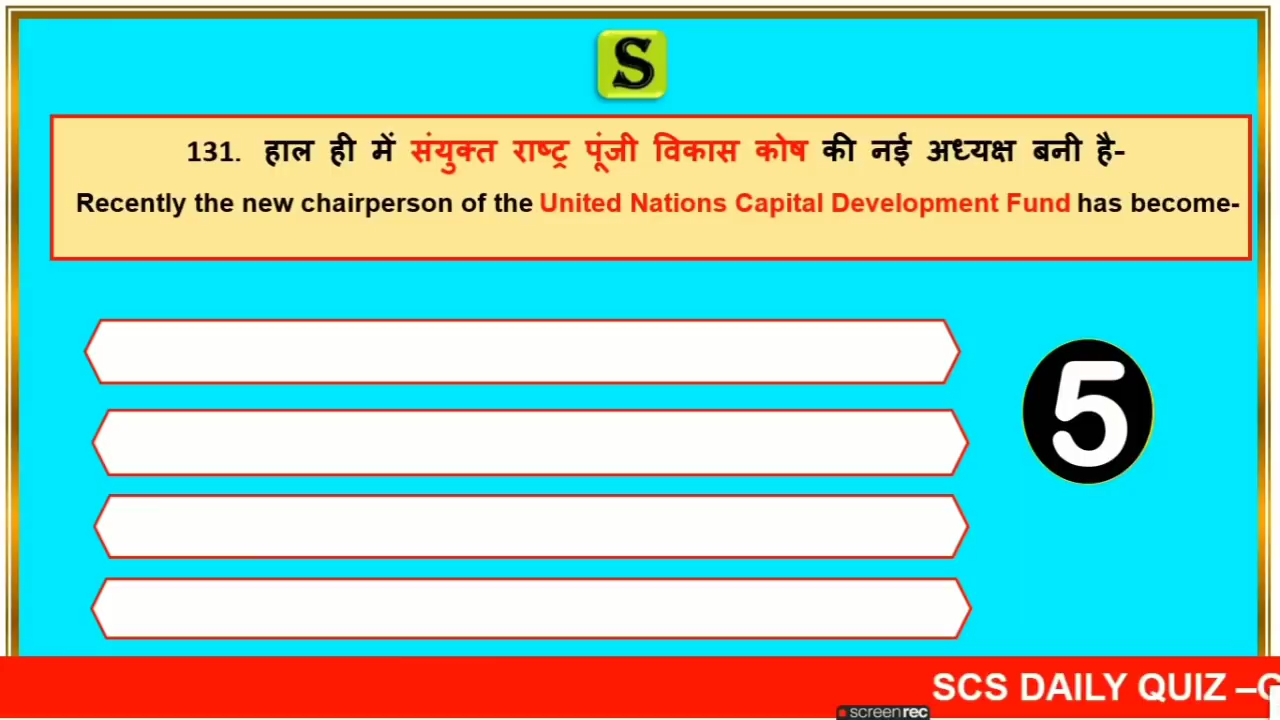 S
131. हाल ही में संयुक्त राष्ट्र पूंजी विकास कोष की नई अध्यक्ष बनी है-
Recently the new chairperson of the United Nations Capital Development Fund has become-
5
SCS DAILY QUIZ –
screenrec